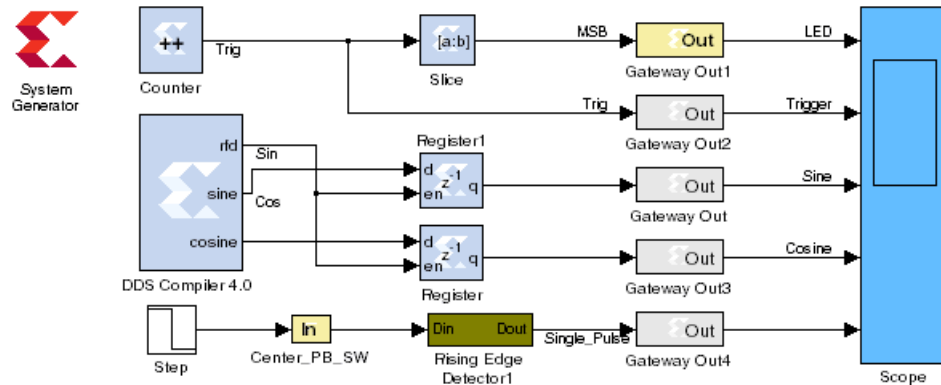 System
Generator
++
Counter
Trig
[a:b]
Slice
MSB
Out
Gateway Out1
LED
Trig
Out
Gateway Out2
Trigger
rfd
sine
cosine
DDS Compiler 4.0
Sin
Cos
Register1
d
en
z-1
q
Out
Gateway Out
Sine
d
en
z-1
q
Register
Out
Gateway Out3
Cosine
Step
In
Center_PB_SW
Din Dout
Rising Edge
Detector1
Single_Pulse
Out
Gateway Out4
Scope